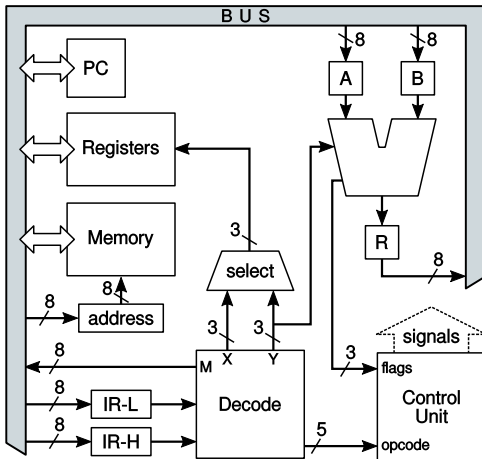 BUS
8
8
PC
A
B
3
Registers
Memory
3
R
8
select
8
8
address
3
3
signals
8
M
X
Y
3
flags
8
IR-L
Decode
Control
Unit
8
IR-H
5
opcode